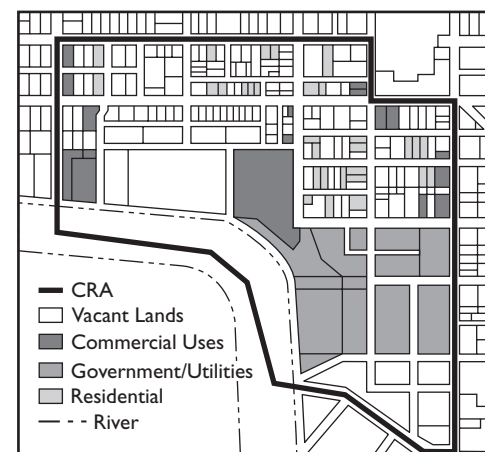 CRA
Vacant Lands
Commercial Uses
Government/Utilities
Residential
River